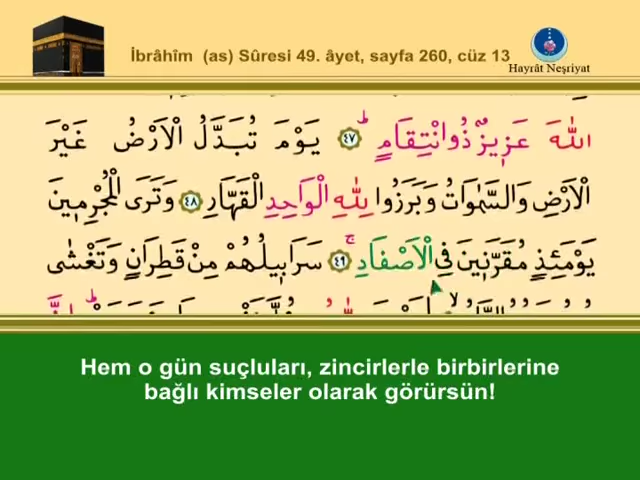 İbrâhîm (as) Sûresi 49. âyet, sayfa 260, cüz 13
Hayrât Neşriyat
اللّٰهَ عَزٖيزٌ ذُوانْتِقَامٍ ﴿٤٧﴾ يَوْمَ تُبَدَّلُ الْاَرْضُ غَيْرَ
الْاَرْضِ وَالسَّمٰوَاتُ وَبَرَزُوا لِلّٰهِ الْوَاحِدِ الْقَهَّارِ ﴿٤٨﴾ وَتَرَى الْمُجْرِمٖينَ
يَوْمَئِذٍ مُقَرَّنٖينَ فِي الْاَصْفَادِ ﴿٤٩﴾ سَرَابٖيلُهُمْ مِنْ قَطِرَانٍ وَتَغْشٰى
Hem o gün suçluları, zincirlerle birbirlerine
bağlı kimseler olarak görürsün!